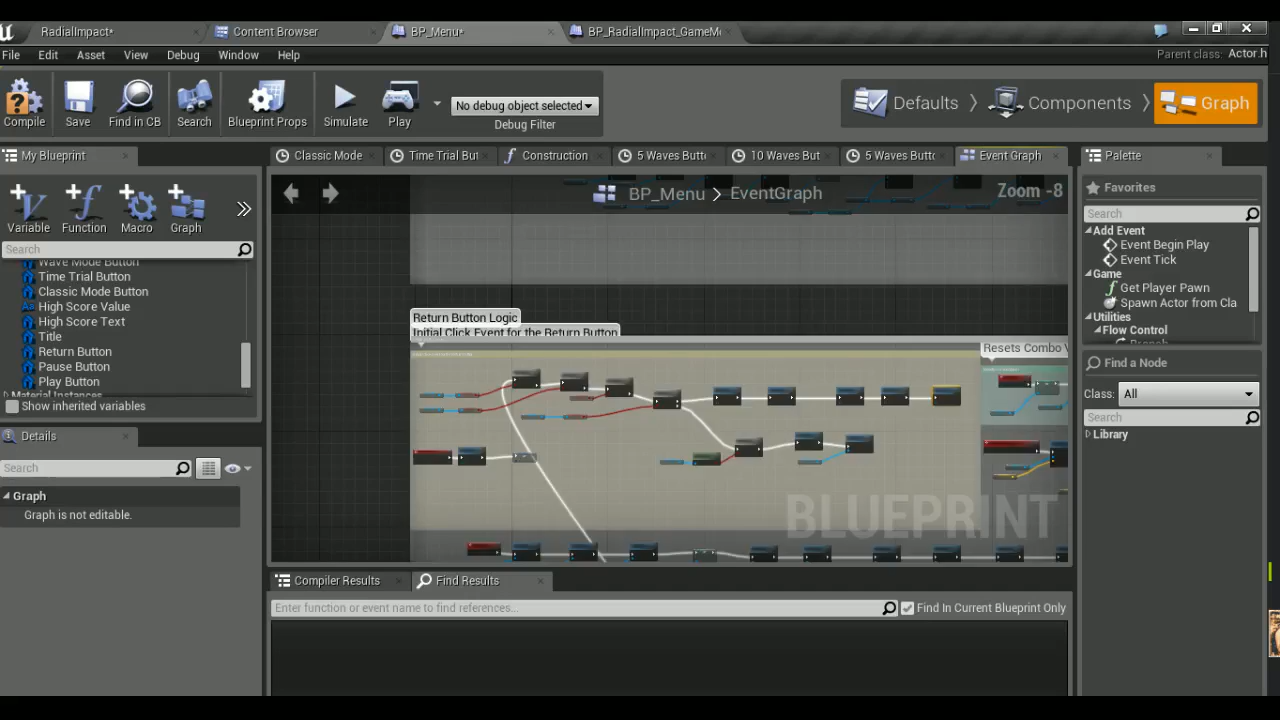 RadialImpact*
Content Browser
BP_Menu*
BP_RadialImpact_GameMo
File Edit Asset View Debug Window Help
Parent class: Actor.h
Compile
Save
Find in CB
Search
Blueprint Props
Simulate
Play
No debug object selected
Debug Filter
Defaults
Components
Graph
My Blueprint
Classic Mode
Time Trial But
Construction
5 Waves Butt
10 Waves But
5 Waves Butt
Event Graph
Palette
Variable
Function
Macro
Graph
Search
Wave Mode Button
Time Trial Button
Classic Mode Button
High Score Value
High Score Text
Title
Return Button
Pause Button
Play Button
Material Instances
Show inherited variables
Details
Search
Graph
Graph is not editable.
BP_Menu > EventGraph
Zoom -8
Return Button Logic
Initial Click Event for the Return Button
Resets Combo
BLUEPRINT
Compiler Results
Find Results
Enter function or event name to find references...
Find In Current Blueprint Only
Favorites
Search
Add Event
Event Begin Play
Event Tick
Game
Get Player Pawn
Spawn Actor from Cla
Utilities
Flow Control
Branch
Find a Node
Class: All
Search
Library